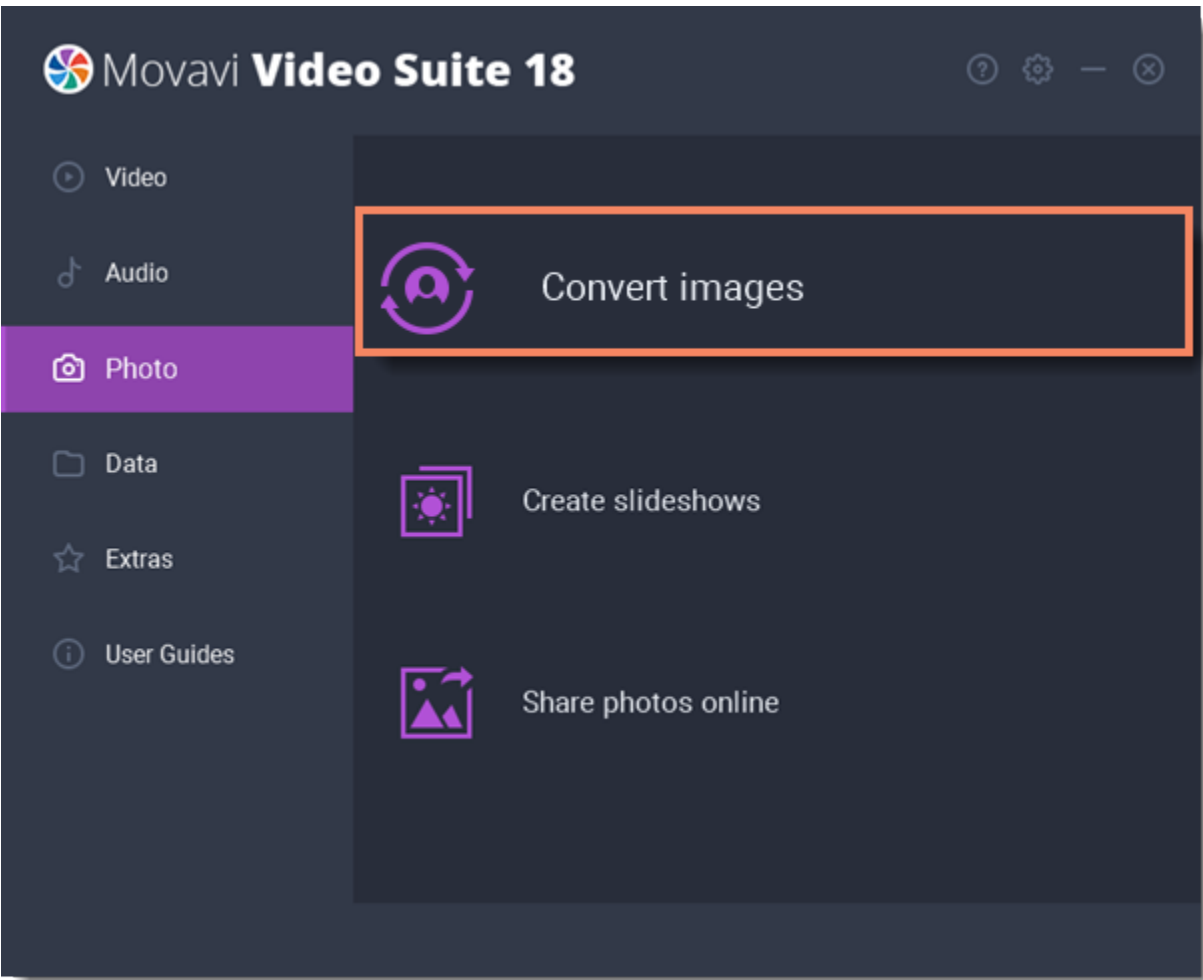 Movavi Video Suite 18
Video
Audio
Photo
Data
Extras
User Guides
Convert images
Create slideshows
Share photos online